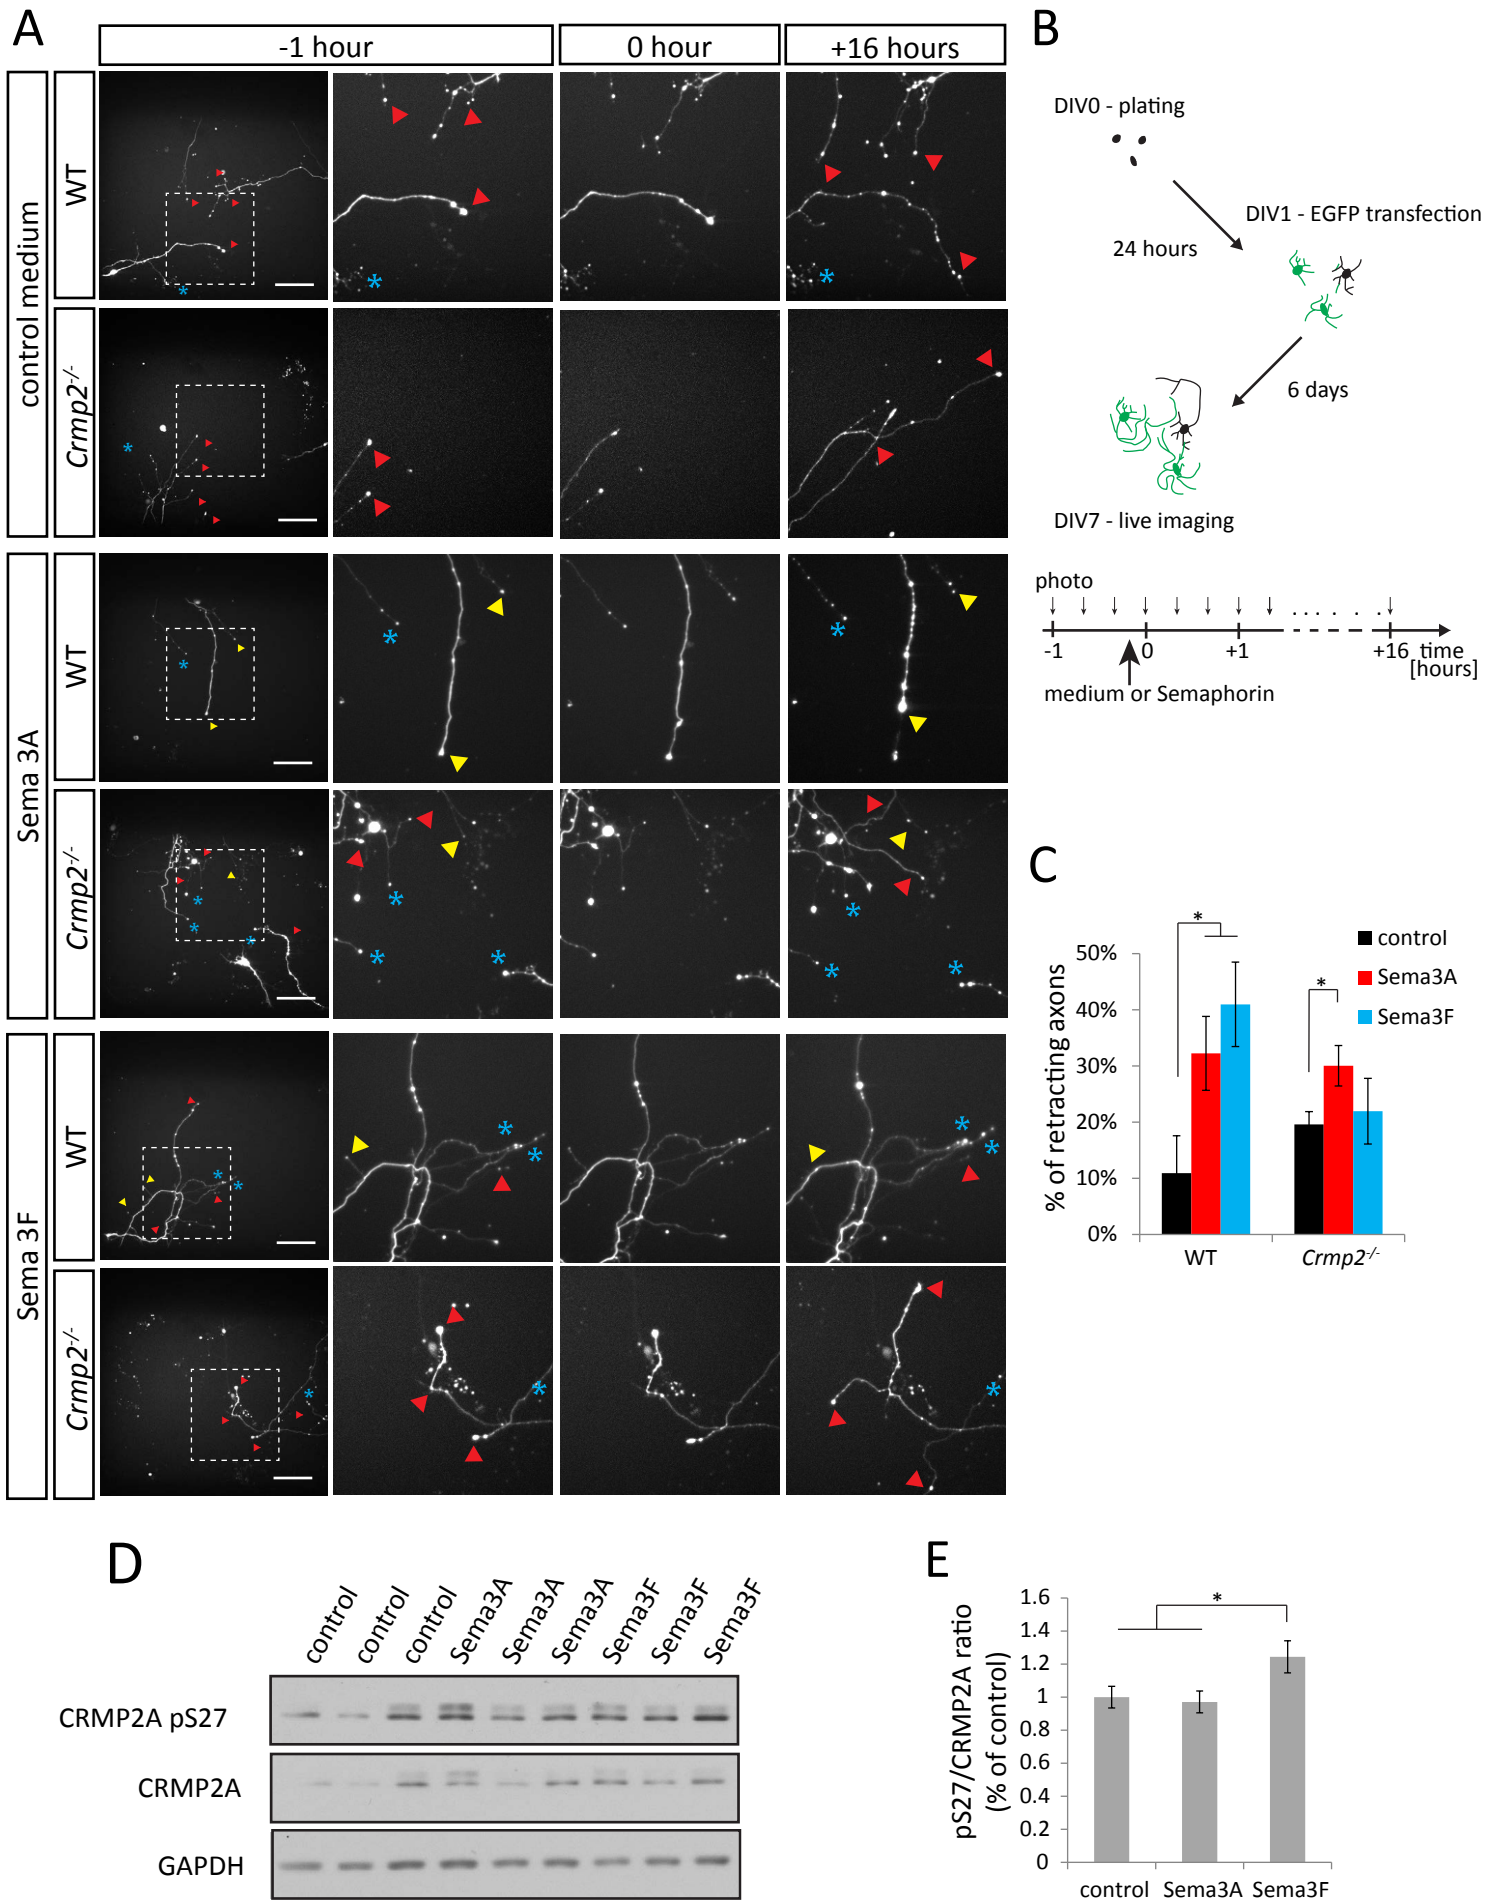 A
-1 hour
0 hour
+16 hours
control medium
WT
Crmp2-/-
Sema 3A
WT
Crmp2-/-
Sema 3F
WT
Crmp2-/-
B
DIV0 - plating
24 hours
DIV1 - EGFP transfection
6 days
DIV7 - live imaging
photo
-1
0
+1
+16
time
[hours]
medium or Semaphorin
C
% of retracting axons
50%
40%
30%
20%
10%
0%
*
*
control
Sema3A
Sema3F
WT
Crmp2-/-
D
control
control
control
Sema3A
Sema3A
Sema3A
Sema3F
Sema3F
Sema3F
CRMP2A pS27
CRMP2A
GAPDH
E
pS27/CRMP2A ratio
(% of control)
1.6
1.4
1.2
1
0.8
0.6
0.4
0.2
0
*
control
Sema3A
Sema3F